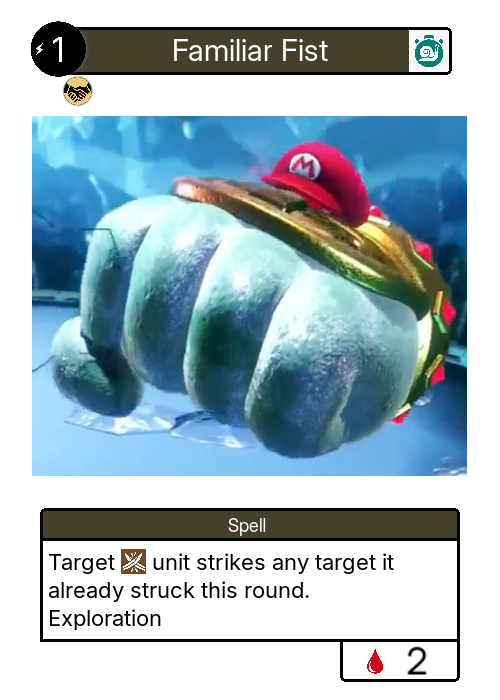 1
Familiar Fist
M
Spell
Target unit strikes any target it
already struck this round.
Exploration
2